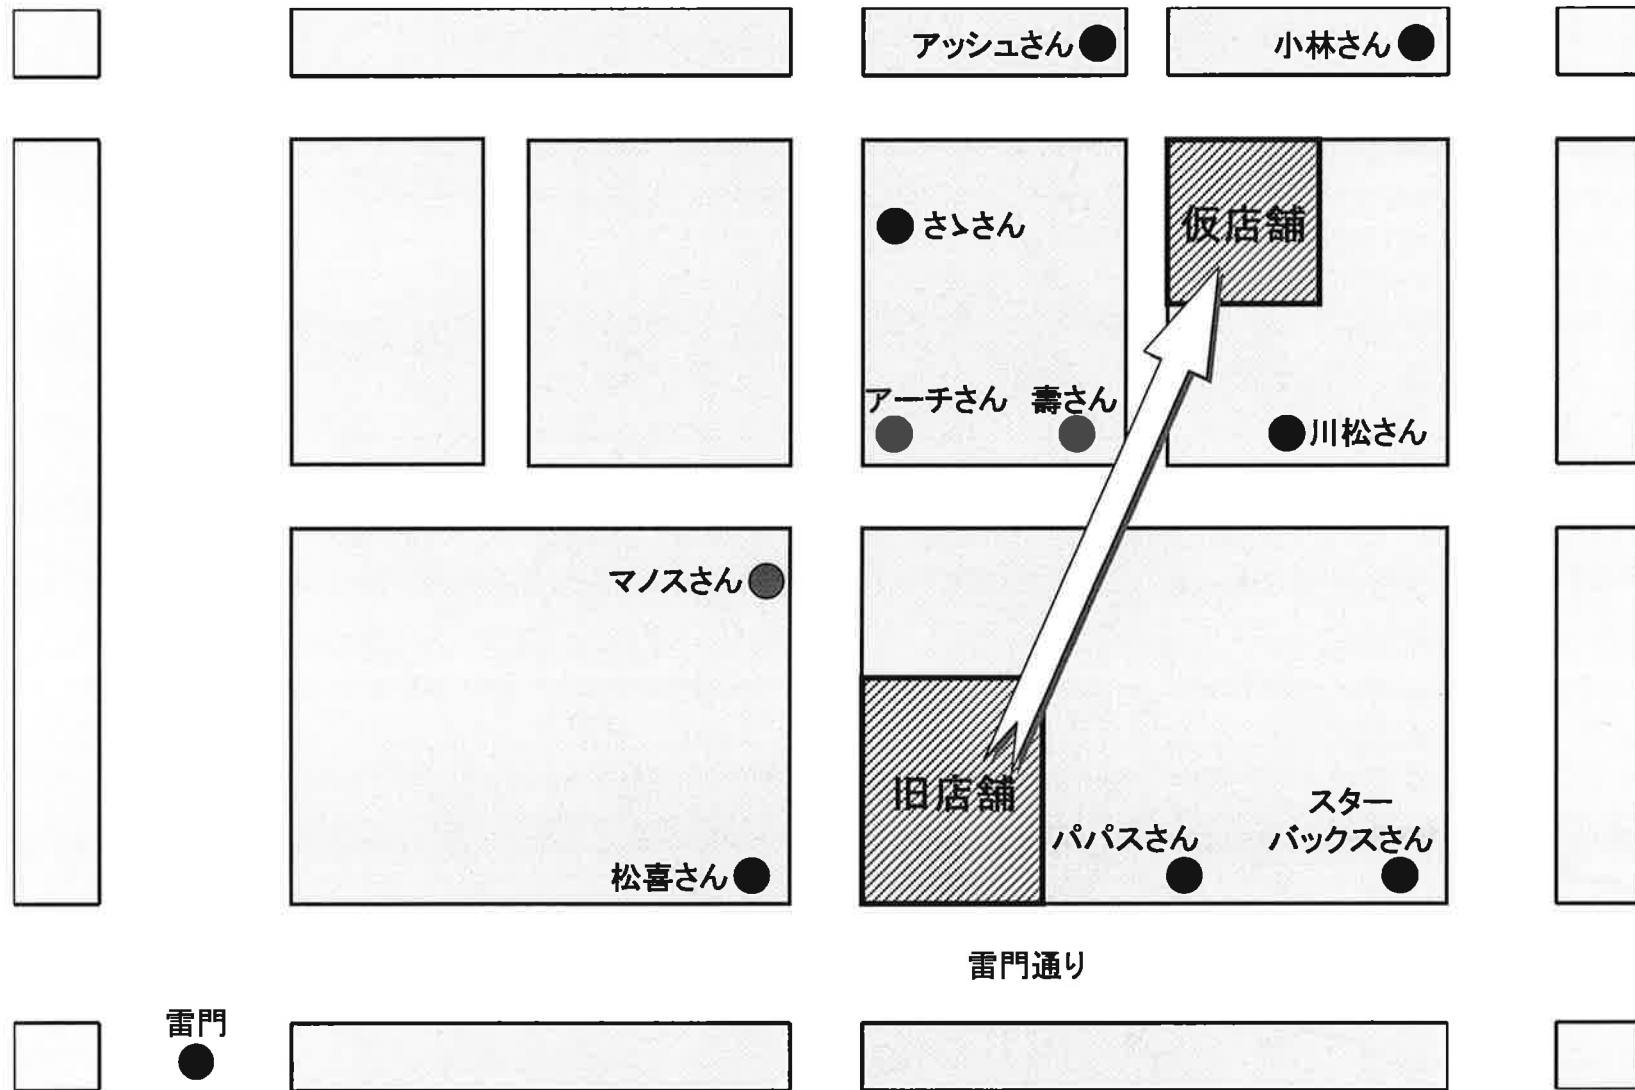 アッシュさん
小林さん
さゝさん
仮店舗
アーチさん
壽さん
川松さん
マノスさん
旧店舗
スター
バックスさん
パパスさん
松喜さん
雷門通り
雷門